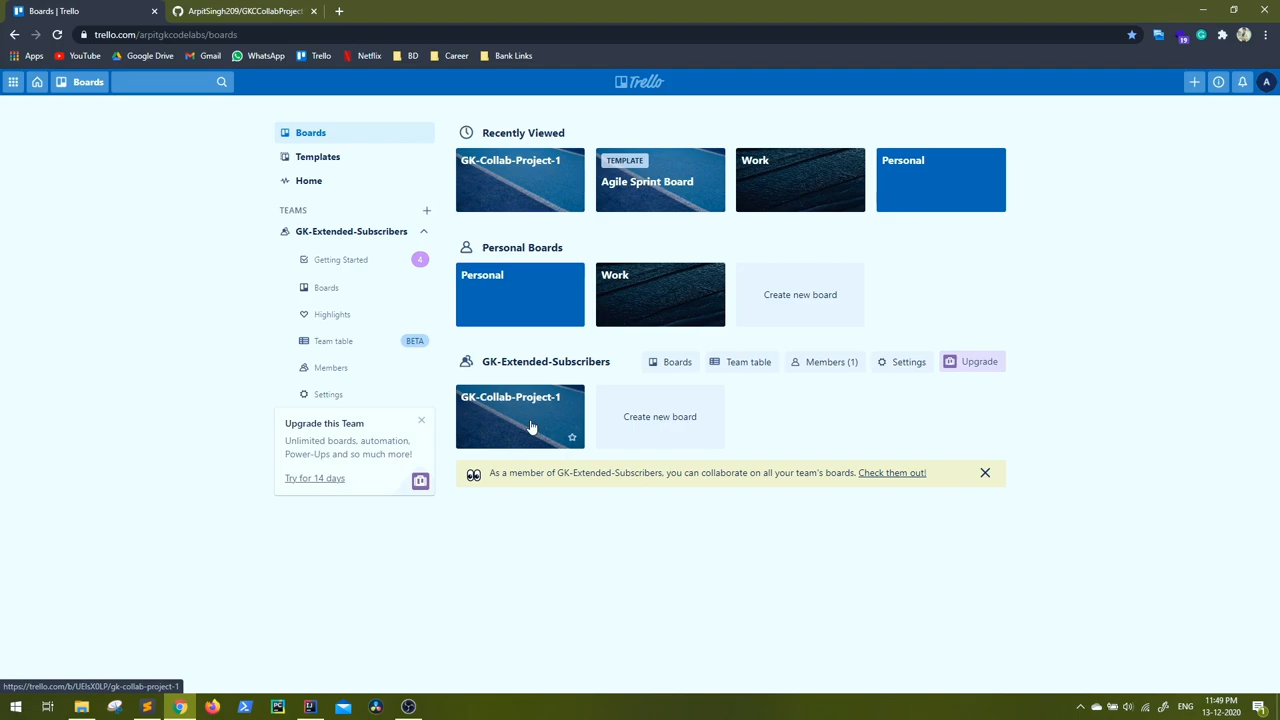 Boards | Trello
ArpitSingh209/GKCCollabProject
trello.com/arpitgkcodelabs/boards
19
Apps YouTube Google Drive Gmail WhatsApp Trello Netflix BD Career Bank Links
Boards
Trello
A
Boards
Templates
Home
TEAMS
GK-Extended-Subscribers
Getting Started 4
Boards
Highlights
Team table BETA
Members
Settings
Upgrade this Team
Unlimited boards, automation,
Power-Ups and so much more!
Try for 14 days
Recently Viewed
GK-Collab-Project-1
TEMPLATE
Agile Sprint Board
Work
Personal
Personal Boards
Personal
Work
Create new board
GK-Extended-Subscribers Boards Team table Members (1) Settings Upgrade
GK-Collab-Project-1
Create new board
As a member of GK-Extended-Subscribers, you can collaborate on all your team's boards. Check them out!
https://trello.com/b/UEIsX0LP/gk-collab-project-1
PC
IJ
ENG
11:49 PM
13-12-2020
1